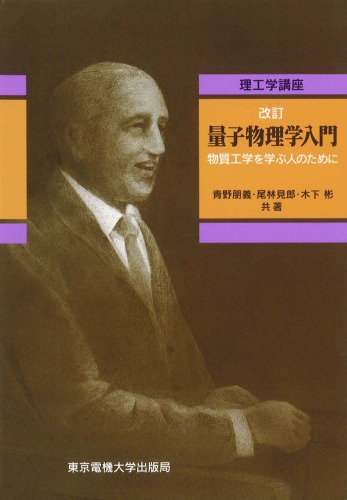 理工学講座
改訂
量子物理学入門
物質工学を学ぶ人のために
青野朋義・尾林見郎・木下 彬
共著
東京電機大学出版局